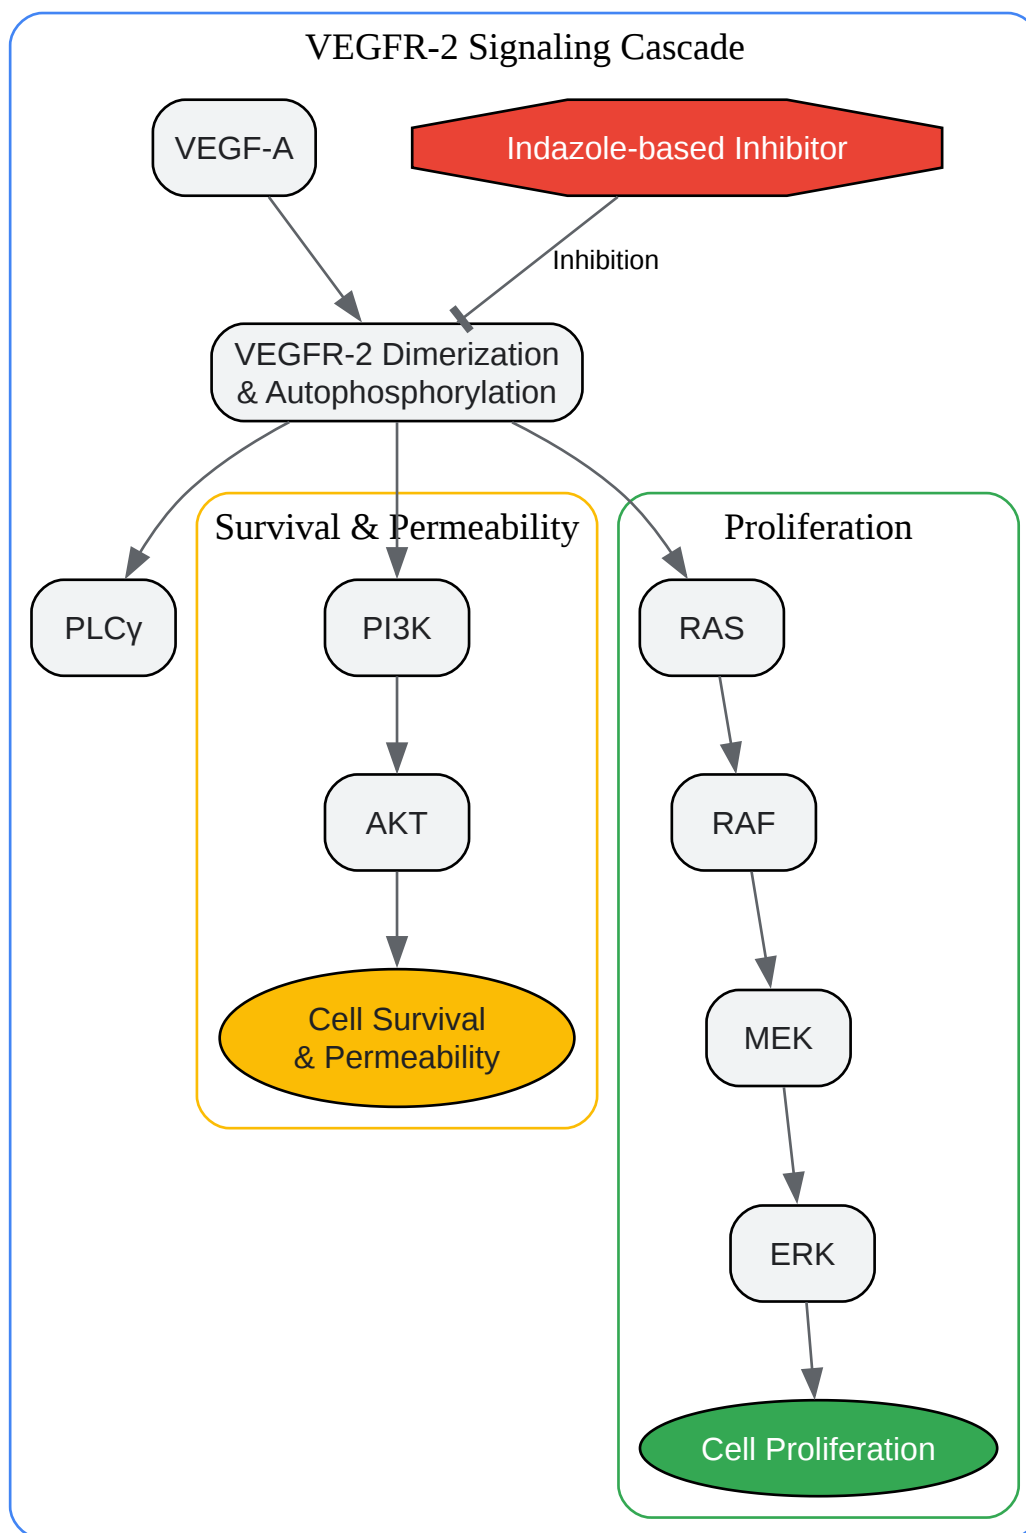 VEGFR-2 Signaling Cascade
VEGF-A
Indazole-based Inhibitor
Inhibition
VEGFR-2 Dimerization
& Autophosphorylation
Survival & Permeability
Proliferation
PLCγ
PI3K
RAS
AKT
RAF
Cell Survival
& Permeability
MEK
ERK
Cell Proliferation